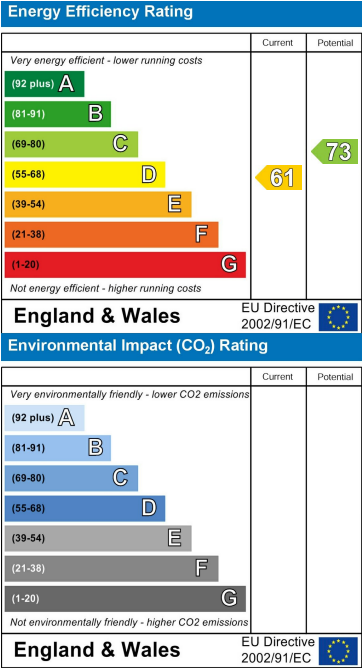 Energy Efficiency Rating
Current Potential
Very energy efficient - lower running costs
(92 plus) A
(81-91) B
(69-80) C
73
(55-68) D
61
(39-54) E
(21-38) F
(1-20) G
Not energy efficient - higher running costs
England & Wales
EU Directive
2002/91/EC
Environmental Impact (CO₂) Rating
Current Potential
Very environmentally friendly - lower CO2 emissions
(92 plus) A
(81-91) B
(69-80) C
(55-68) D
(39-54) E
(21-38) F
(1-20) G
Not environmentally friendly - higher CO2 emissions
England & Wales
EU Directive
2002/91/EC